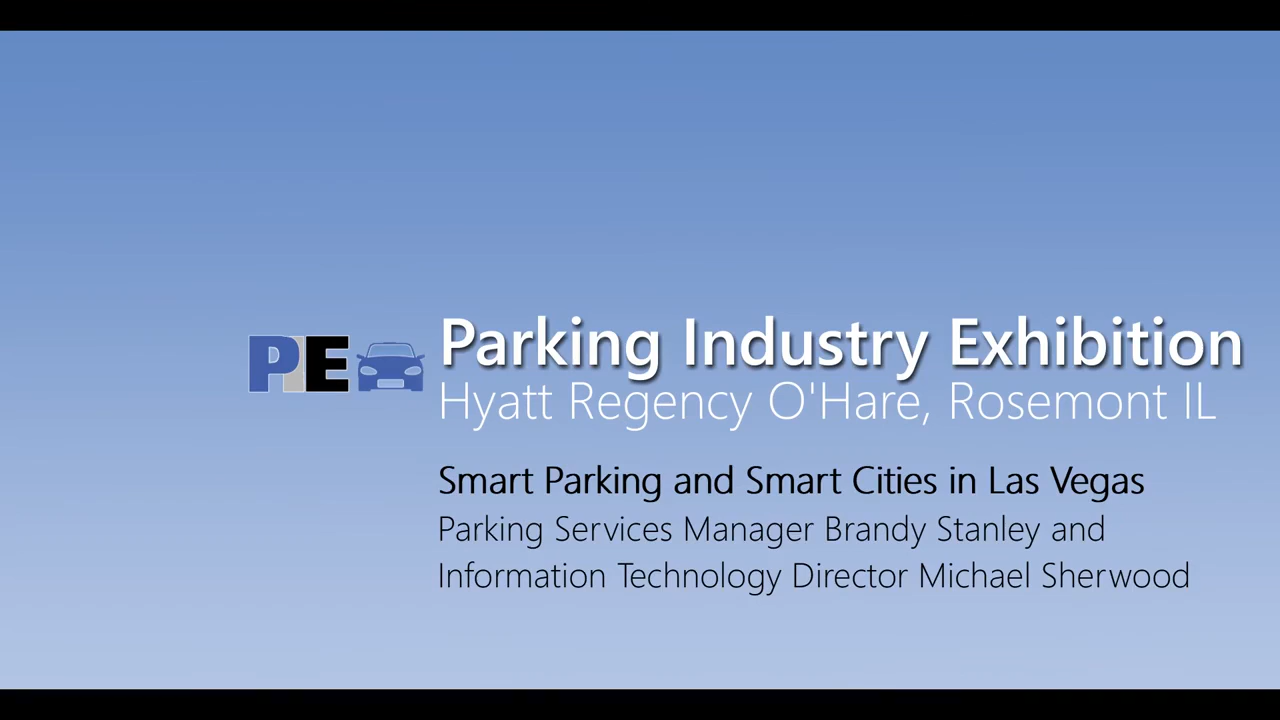 PIE
Parking Industry Exhibition
Hyatt Regency O'Hare, Rosemont IL
Smart Parking and Smart Cities in Las Vegas
Parking Services Manager Brandy Stanley and
Information Technology Director Michael Sherwood